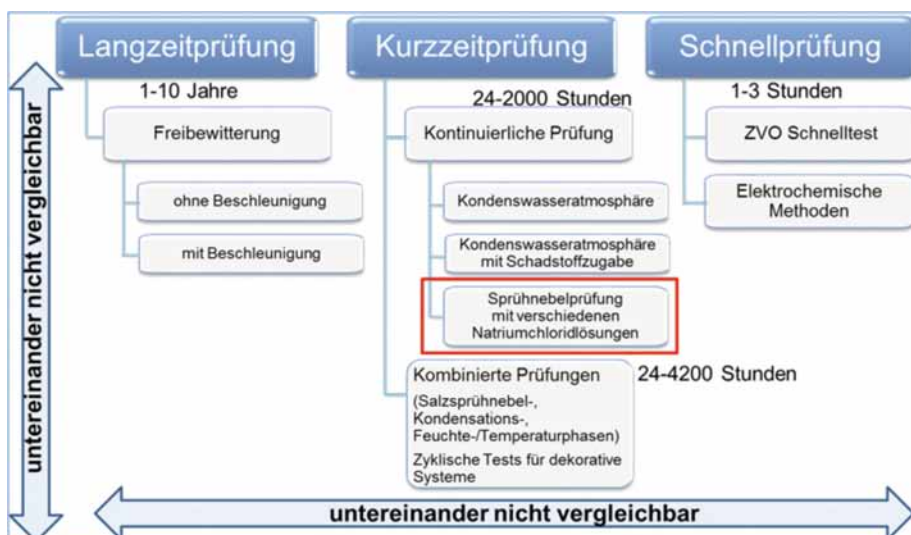 Langzeitprüfung
1-10 Jahre
Freibewitterung
ohne Beschleunigung
mit Beschleunigung
Kurzzeitprüfung
24-2000 Stunden
Kontinuierliche Prüfung
Kondenswasseratmosphäre
Kondenswasseratmosphäre
mit Schadstoffzugabe
Sprühnebelprüfung
mit verschiedenen
Natriumchloridlösungen
Kombinierte Prüfungen
24-4200 Stunden
(Salzsprühnebel-,
Kondensations-,
Feuchte-/Temperaturphasen)
Zyklische Tests für dekorative
Systeme
Schnellprüfung
1-3 Stunden
ZVO Schnelltest
Elektrochemische
Methoden
untereinander nicht vergleichbar
untereinander nicht vergleichbar